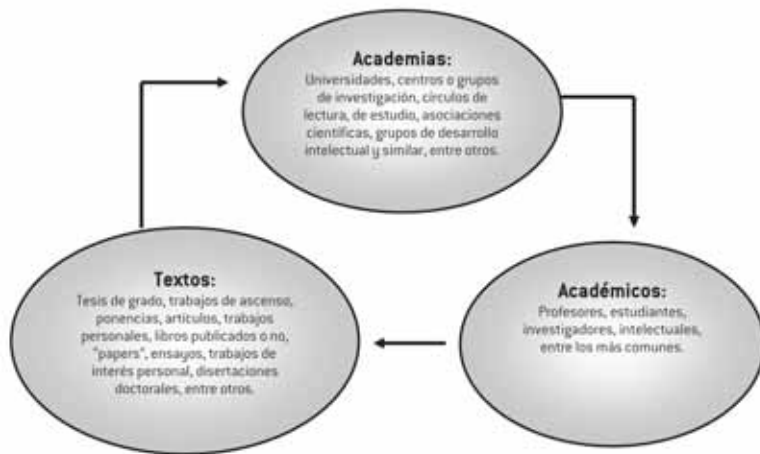 Academias:
Universidades, centros o grupos
de investigación, círculos de
lectura, de estudio, asociaciones
científicas, grupos de desarrollo
intelectual y similar, entre otros.
Académicos:
Profesores, estudiantes,
investigadores, intelectuales,
entre los más comunes.
Textos:
Tesis de grado, trabajos de ascenso,
ponencias, artículos, trabajos
personales, libros publicados o no,
"papers", ensayos, trabajos de
interés personal, disertaciones
doctorales, entre otros.